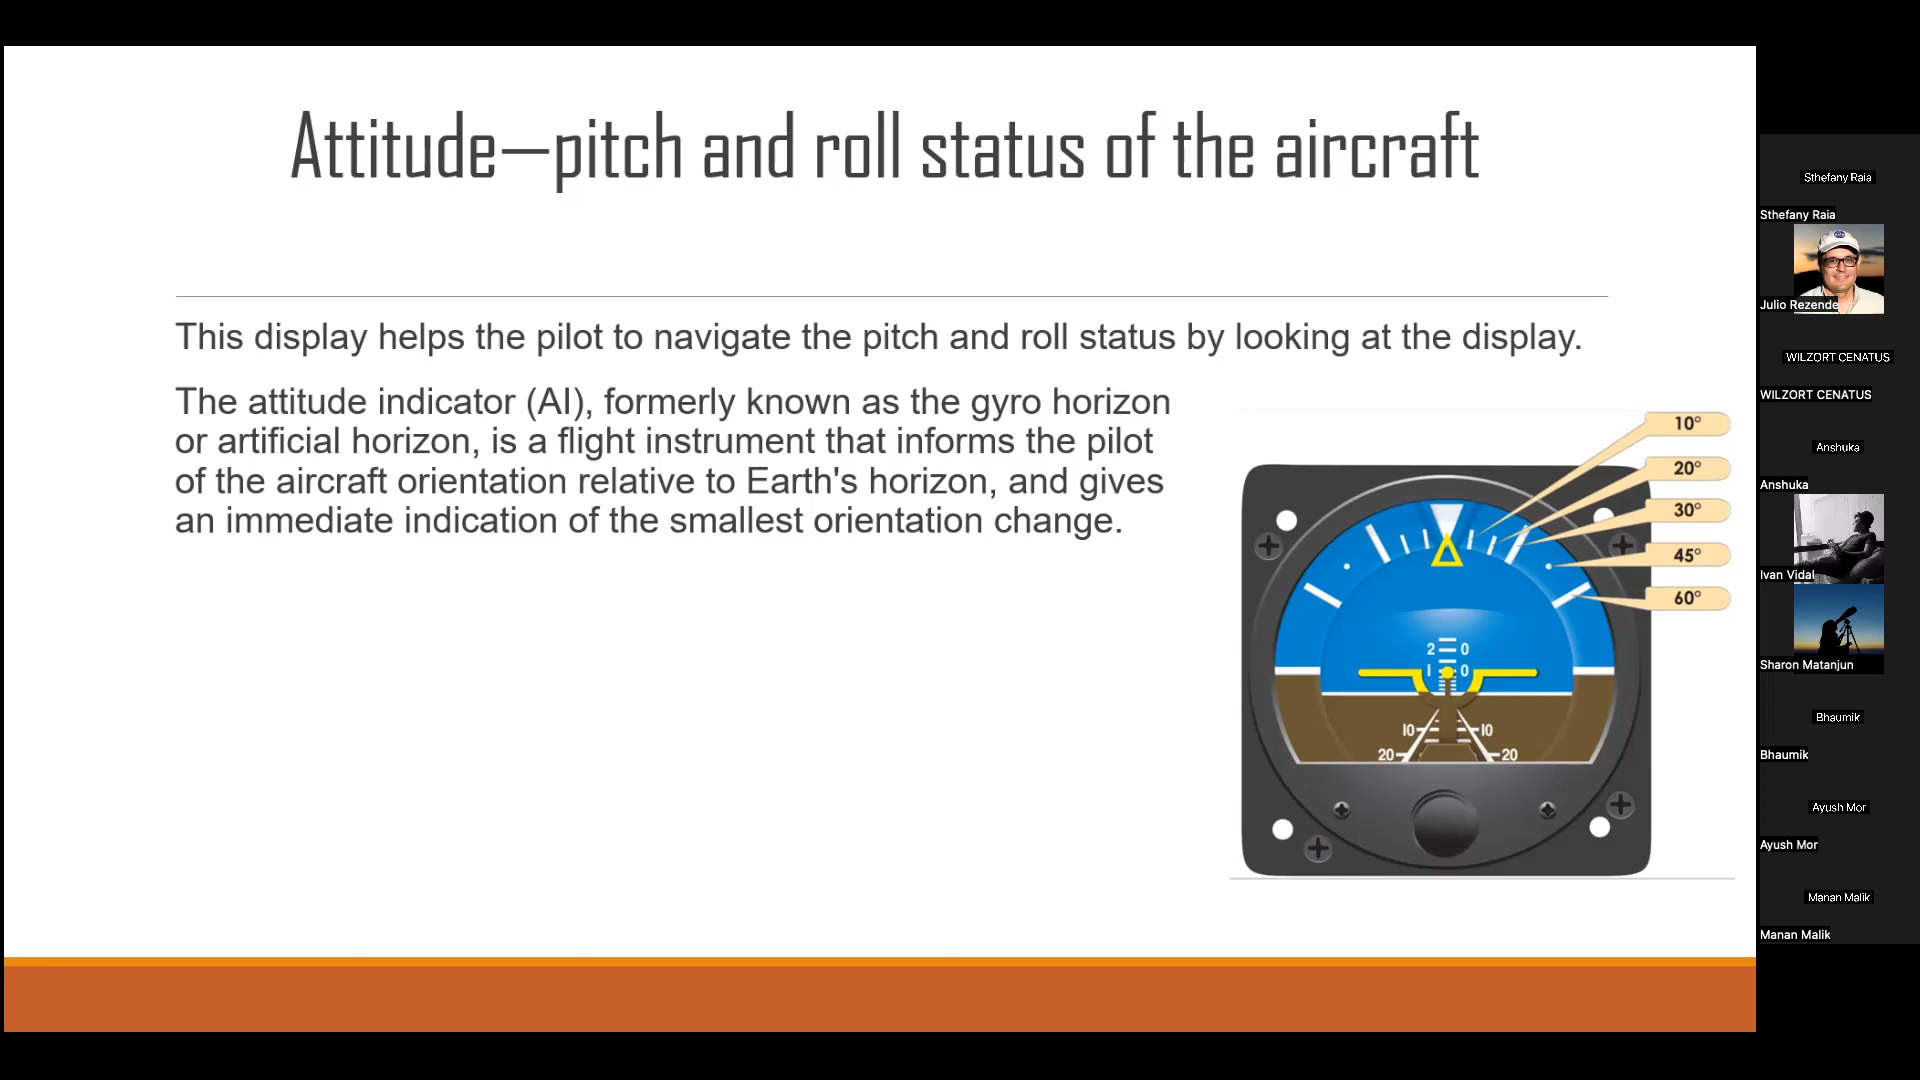 Attitude—pitch and roll status of the aircraft
This display helps the pilot to navigate the pitch and roll status by looking at the display.
The attitude indicator (AI), formerly known as the gyro horizon
or artificial horizon, is a flight instrument that informs the pilot
of the aircraft orientation relative to Earth's horizon, and gives
an immediate indication of the smallest orientation change.
10°
20°
30°
45°
60°
2 0
1 0
10 10
20 20
Sthefany Raia
Sthefany Raia
Julio Rezende
WILZORT CENATUS
WILZORT CENATUS
Anshuka
Anshuka
Ivan Vidal
Sharon Matanjun
Bhaumik
Bhaumik
Ayush Mor
Ayush Mor
Manan Malik
Manan Malik